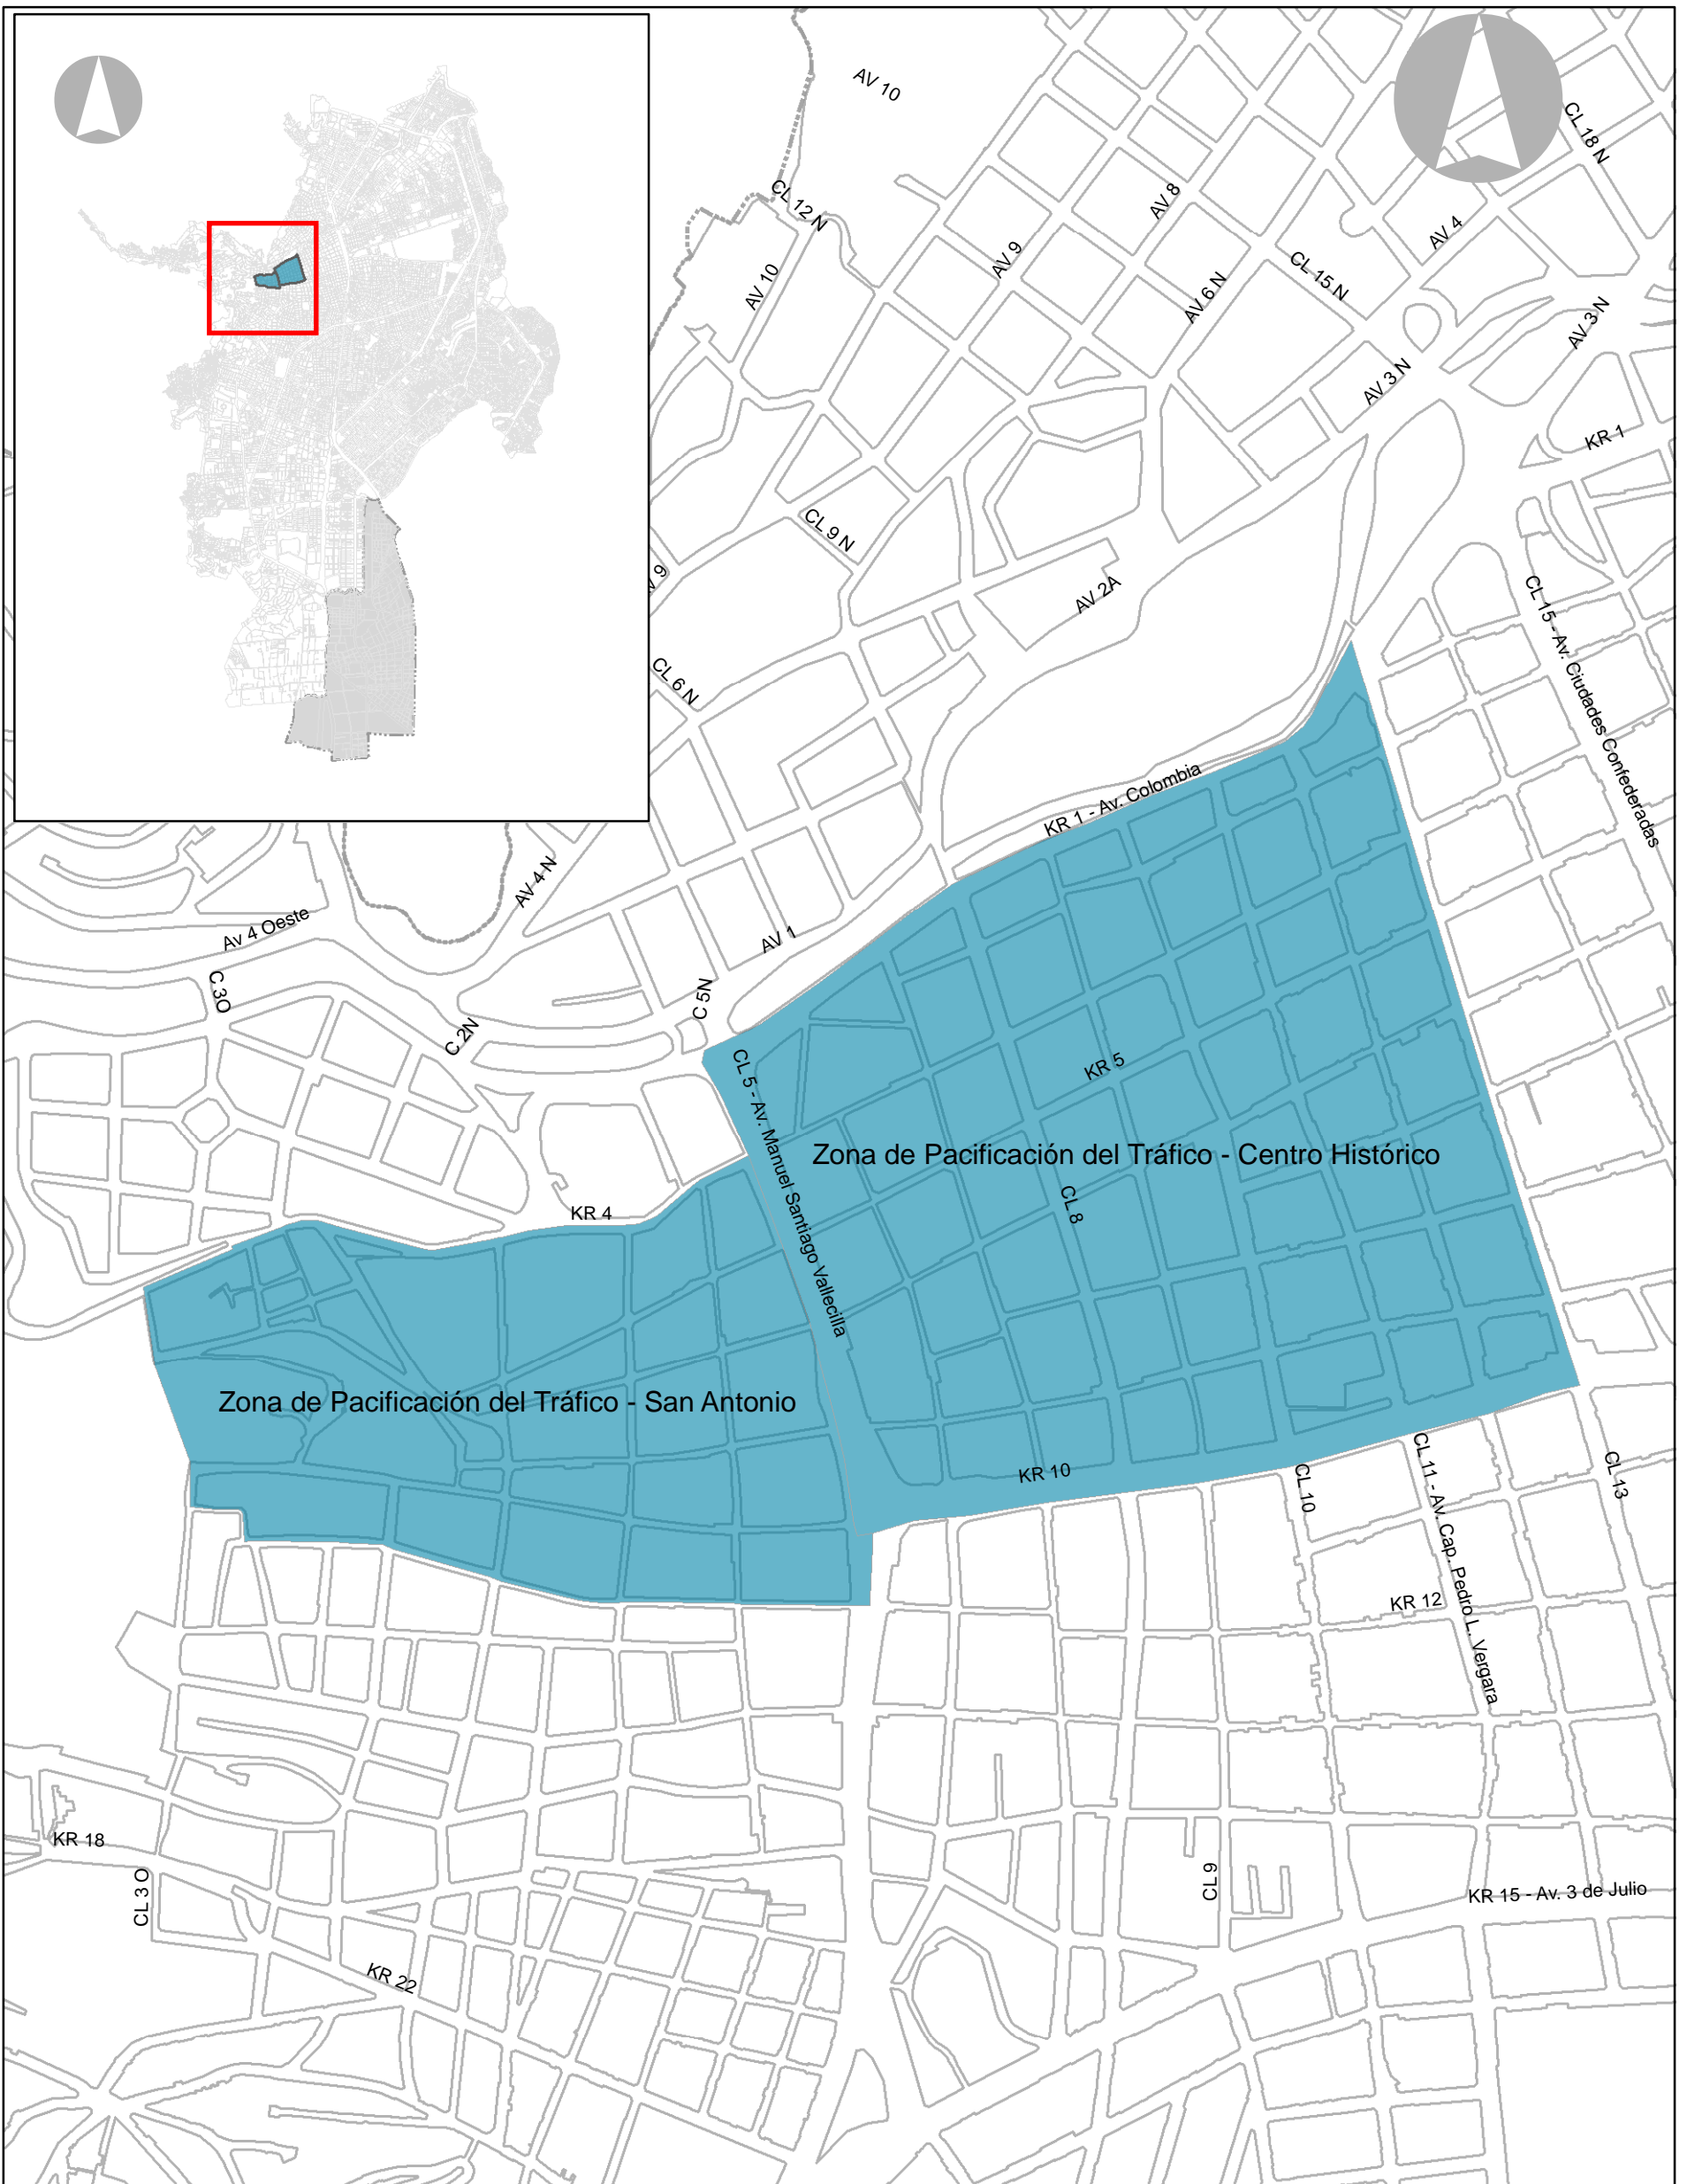 AV 10
CL 18 N
CL 12 N
AV 8
AV 4
AV 9
CL 15 N
AV 10
AV 6 N
AV 3 N
AV 3 N
KR 1
CL 9 N
AV 2A
CL 15 - Av. Ciudades Confederadas
CL 6 N
KR 1 - Av. Colombia
AV 4 N
Av 4 Oeste
AV 1
C 3O
C 5N
C 2N
CL 5 - Av. Manuel Santiago Vallecilla
KR 5
Zona de Pacificación del Tráfico - Centro Histórico
CL 8
KR 4
Zona de Pacificación del Tráfico - San Antonio
KR 10
CL 10
CL 11 - Av. Cap. Pedro L. Vergara
CL 13
KR 12
KR 18
CL 3 O
CL 9
KR 15 - Av. 3 de Julio
KR 22